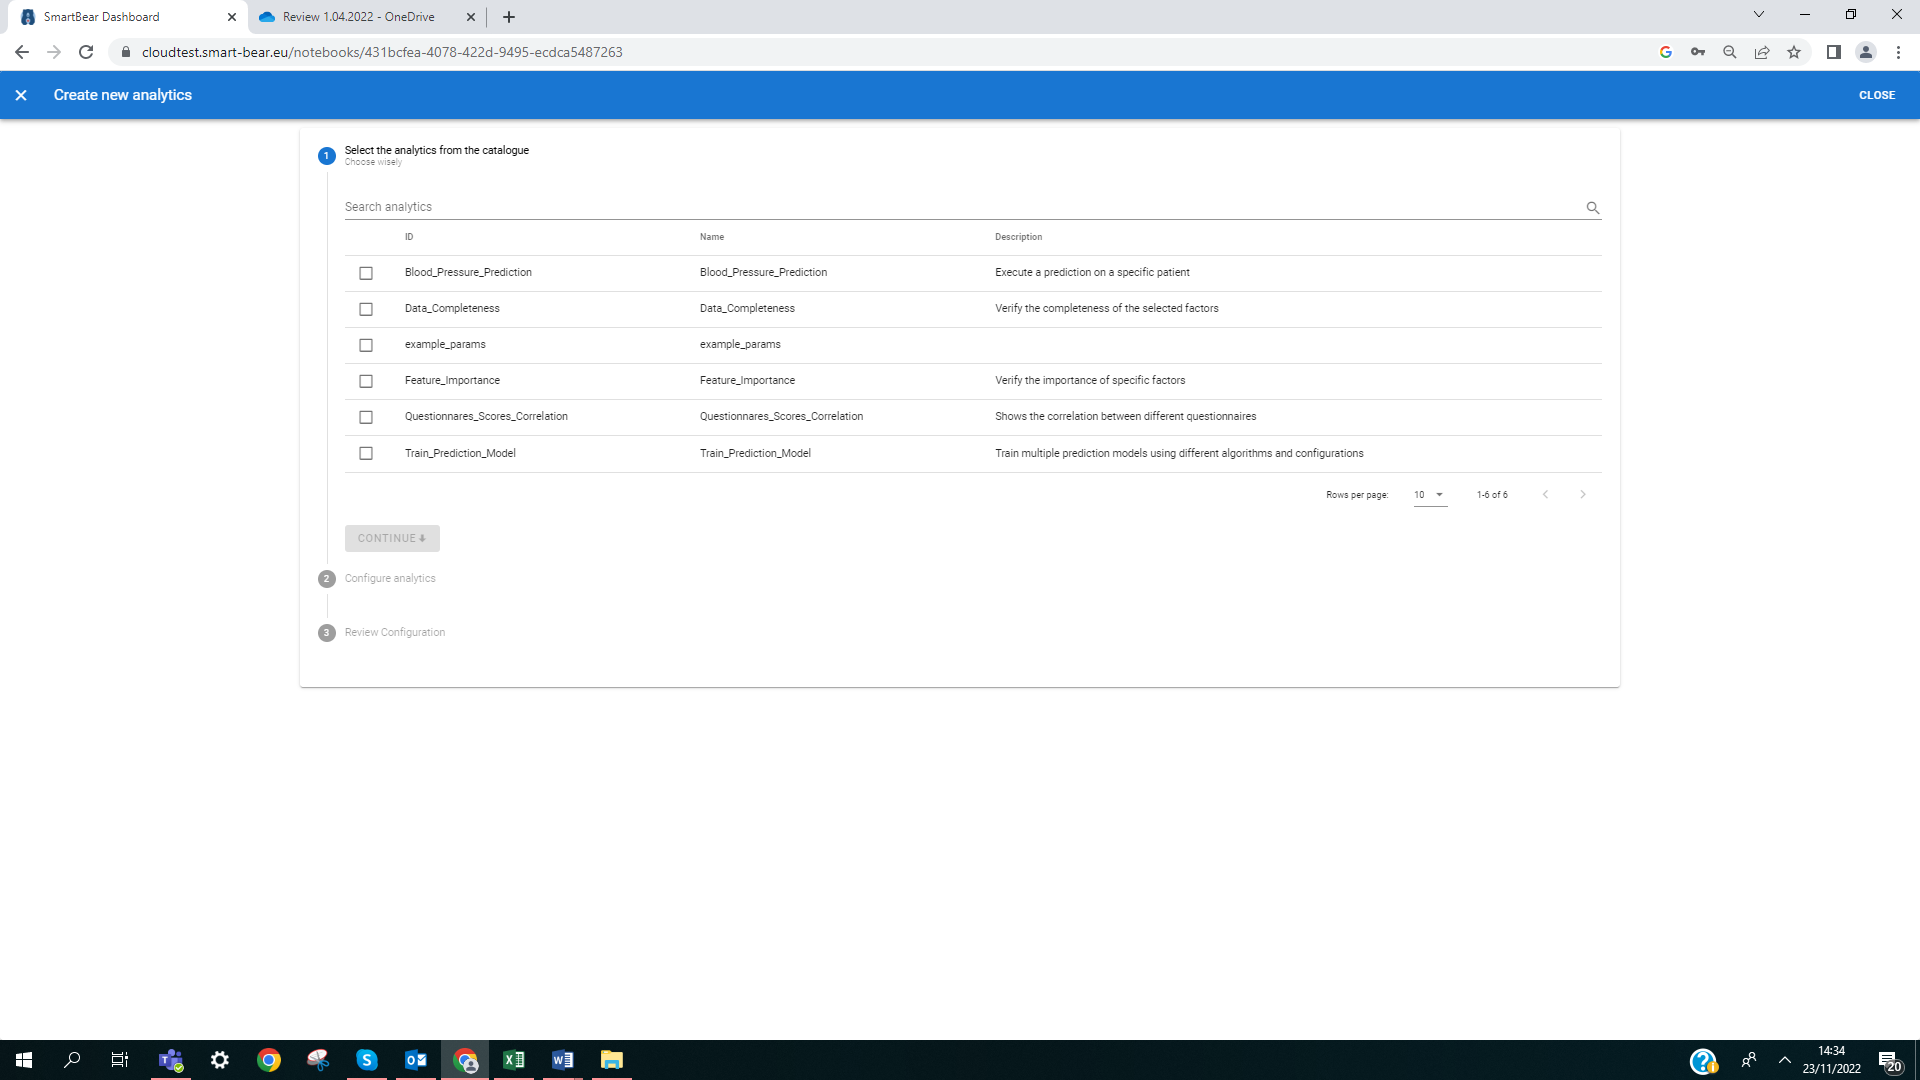 SmartBear Dashboard
Review 1.04.2022 - OneDrive
cloudtest.smart-bear.eu/notebooks/431bcfea-4078-422d-9495-ecdca5487263
Create new analytics
CLOSE
1
Select the analytics from the catalogue
Choose wisely
Search analytics
ID Name Description
Blood_Pressure_Prediction Blood_Pressure_Prediction Execute a prediction on a specific patient
Data_Completeness Data_Completeness Verify the completeness of the selected factors
example_params example_params
Feature_Importance Feature_Importance Verify the importance of specific factors
Questionnares_Scores_Correlation Questionnares_Scores_Correlation Shows the correlation between different questionnaires
Train_Prediction_Model Train_Prediction_Model Train multiple prediction models using different algorithms and configurations
Rows per page: 10 1-6 of 6
CONTINUE
2 Configure analytics
3 Review Configuration
14:34
23/11/2022
20